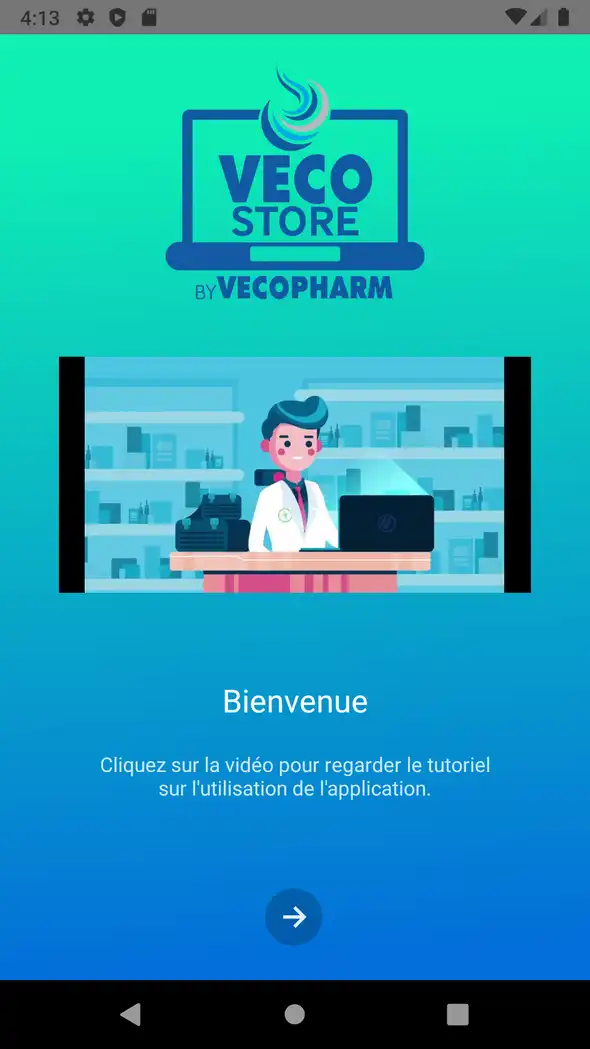 4:13
VECO
STORE
BY VECOPHARM
Bienvenue
Cliquez sur la vidéo pour regarder le tutoriel
sur l'utilisation de l'application.